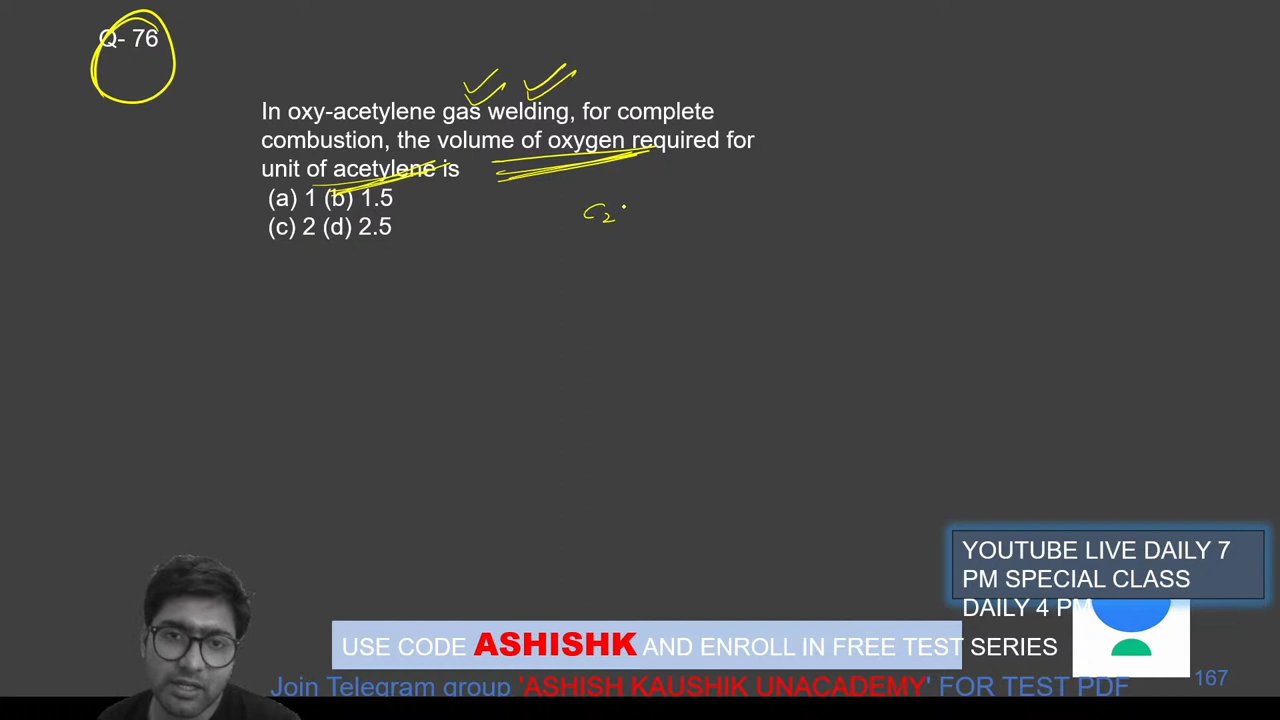 Q- 76
In oxy-acetylene gas welding, for complete
combustion, the volume of oxygen required for
unit of acetylene is
(a) 1 (b) 1.5
(c) 2 (d) 2.5
C2
YOUTUBE LIVE DAILY 7
PM SPECIAL CLASS
DAILY 4 PM
USE CODE ASHISHK AND ENROLL IN FREE TEST SERIES
Join Telegram group 'ASHISH KAUSHIK UNACADEMY' FOR TEST PDF
167